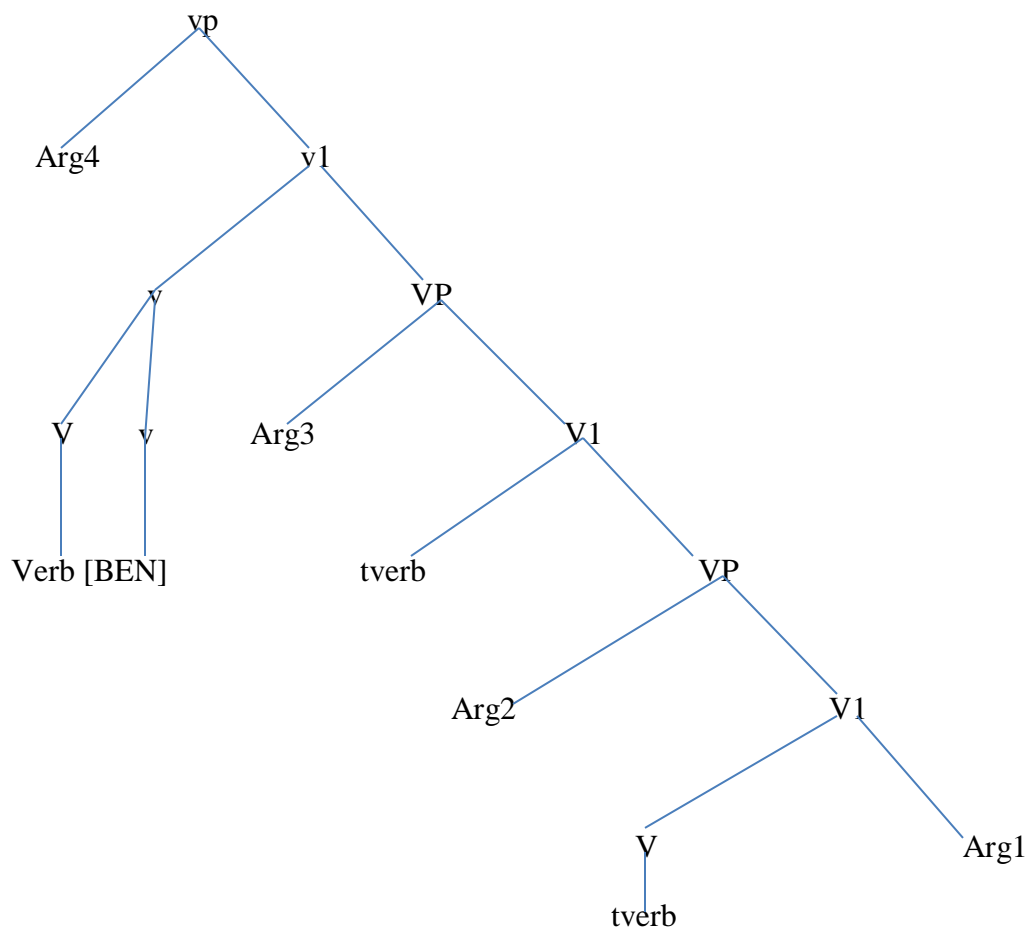 vp
Arg4 v1
v VP
V v Arg3 V1
Verb [BEN] tverb VP
Arg2 V1
V Arg1
tverb